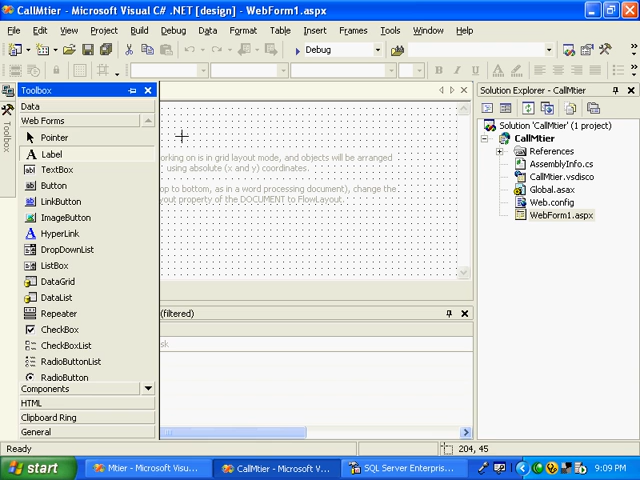 CallMtier - Microsoft Visual C# .NET [design] - WebForm1.aspx
File Edit View Project Build Debug Data Format Table Insert Frames Tools Window Help
Debug
Toolbox
Data
Web Forms
Pointer
Label
TextBox
Button
LinkButton
ImageButton
HyperLink
DropDownList
ListBox
DataGrid
DataList
Repeater
CheckBox
CheckBoxList
RadioButtonList
RadioButton
Components
HTML
Clipboard Ring
General
Toolbox
orking on is in grid layout mode, and objects will be arranged
using absolute (x and y) coordinates.
op to bottom, as in a word processing document), change the
out property of the DOCUMENT to FlowLayout.
(filtered)
sk
Solution Explorer - CallMtier
Solution 'CallMtier' (1 project)
CallMtier
References
AssemblyInfo.cs
CallMtier.vsdisco
Global.asax
Web.config
WebForm1.aspx
Ready
204, 45
start
Mtier - Microsoft Visu...
CallMtier - Microsoft V...
SQL Server Enterpris...
9:09 PM